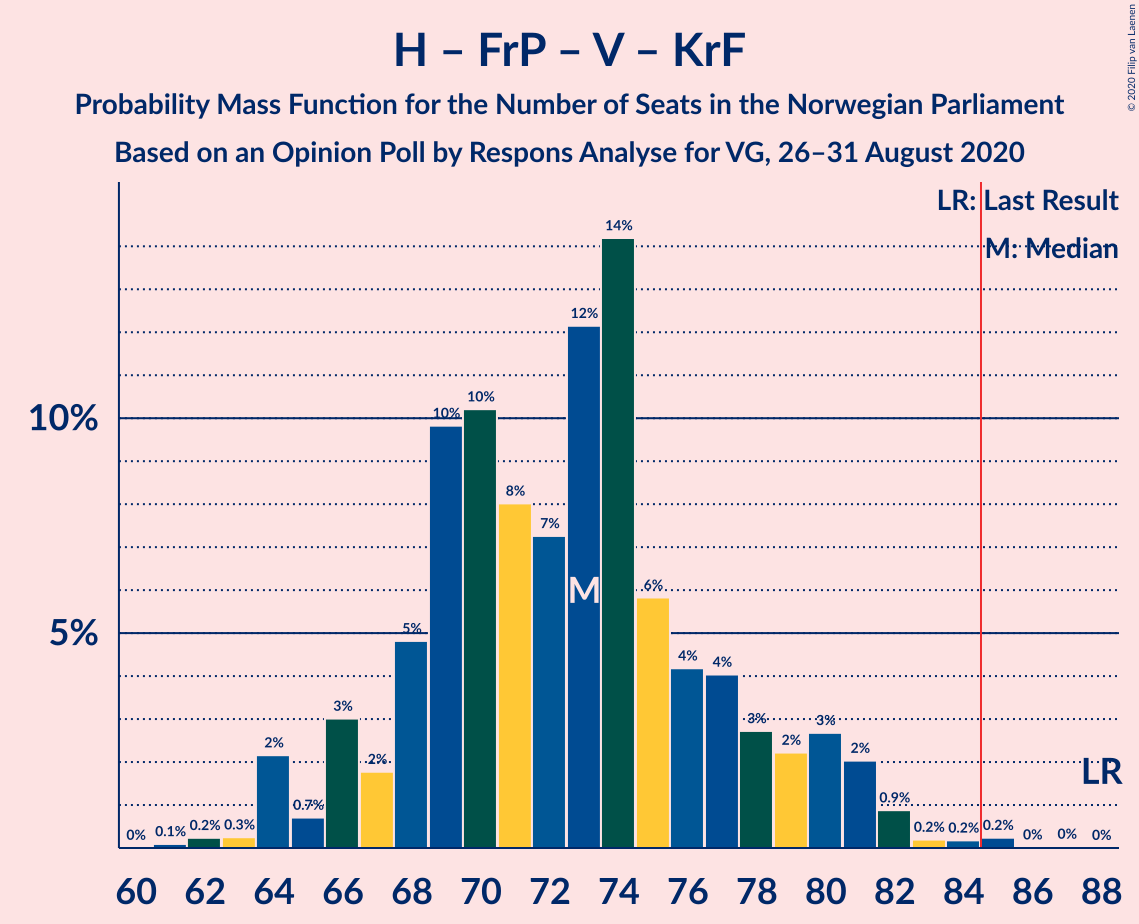 H – FrP – V – KrF
Probability Mass Function for the Number of Seats in the Norwegian Parliament
Based on an Opinion Poll by Respons Analyse for VG, 26–31 August 2020
© 2020 Filip van Laenen
LR: Last Result
M: Median
10%
5%
0% 0.1% 0.2% 0.3% 2% 0.7% 3% 2% 5% 10% 10% 8% 7% 12% 14% 6% 4% 4% 3% 2% 3% 2% 0.9% 0.2% 0.2% 0.2% 0% 0% 0%
M
LR
60 62 64 66 68 70 72 74 76 78 80 82 84 86 88